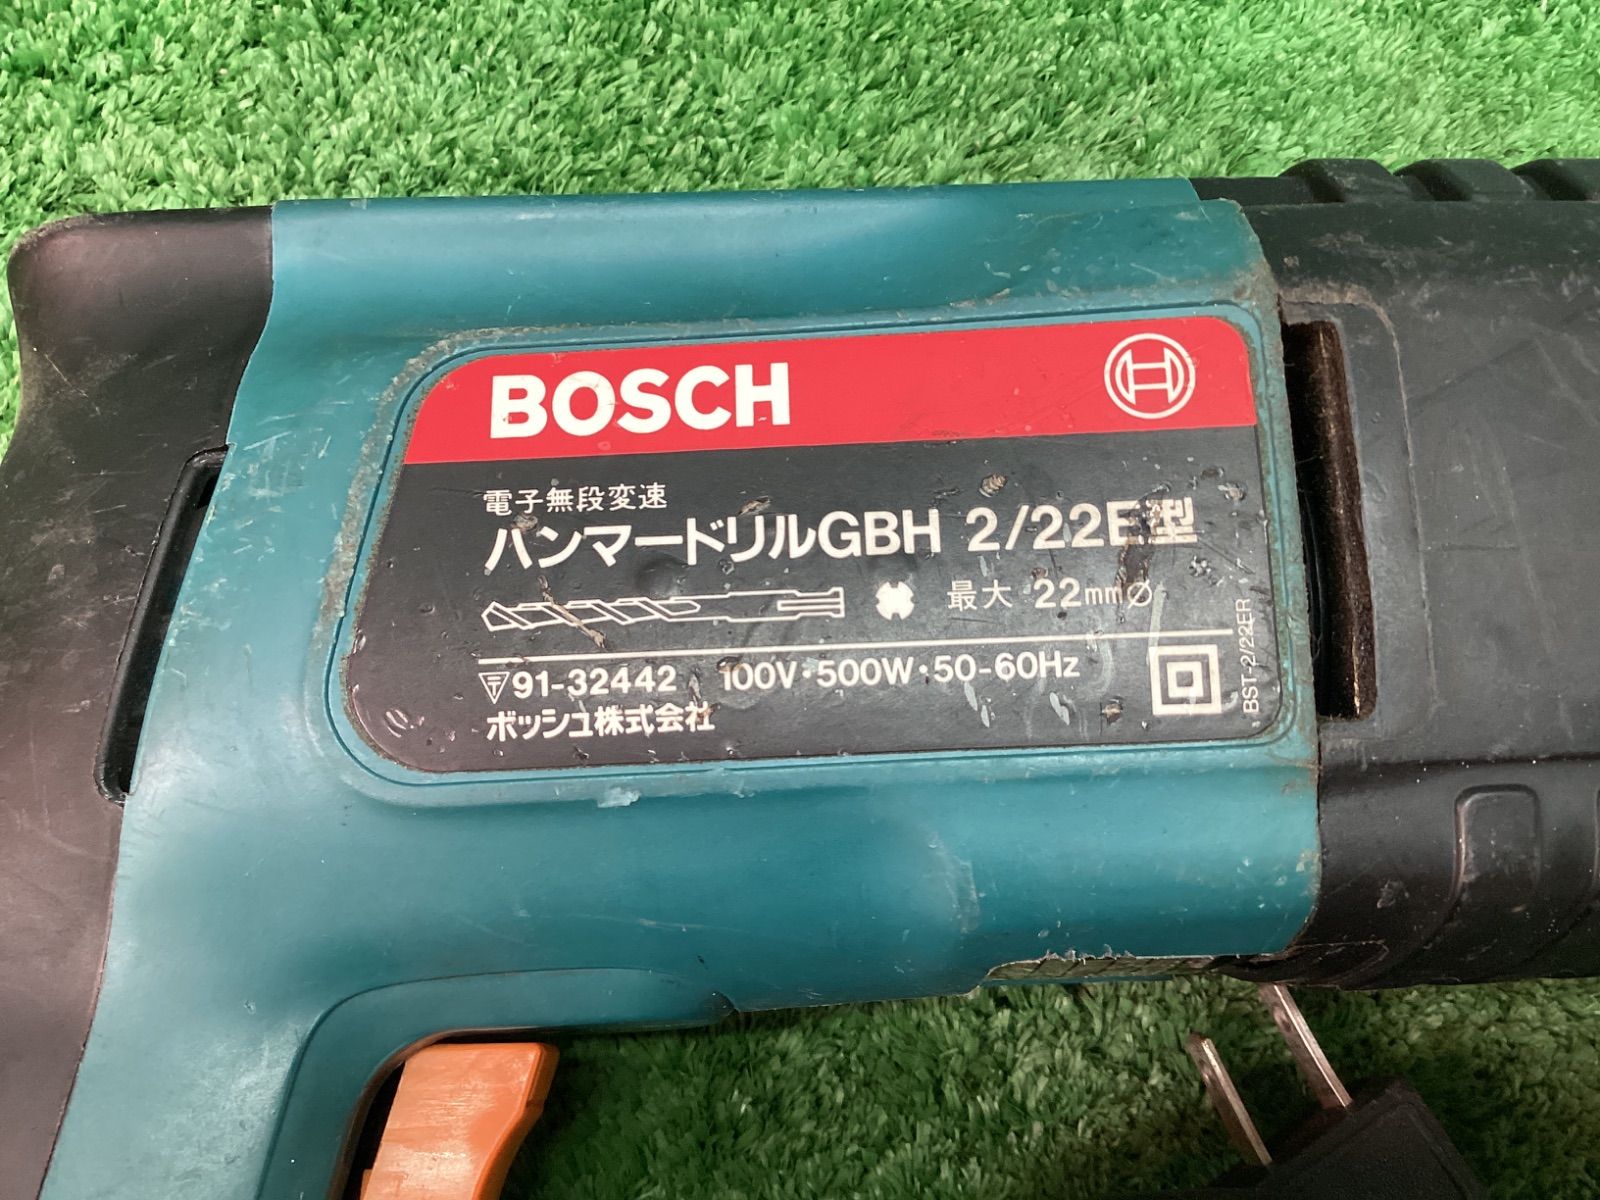 BOSCH
電子無段変速
ハンマードリルGBH 2/22E型
最大 22mmØ
91-32442 100V・500W・50-60Hz
ボッシュ株式会社
BST-2/22ER